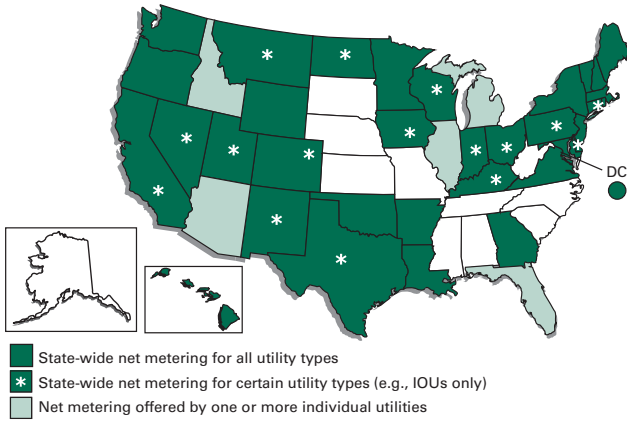 DC
State-wide net metering for all utility types
* State-wide net metering for certain utility types (e.g., IOUs only)
Net metering offered by one or more individual utilities